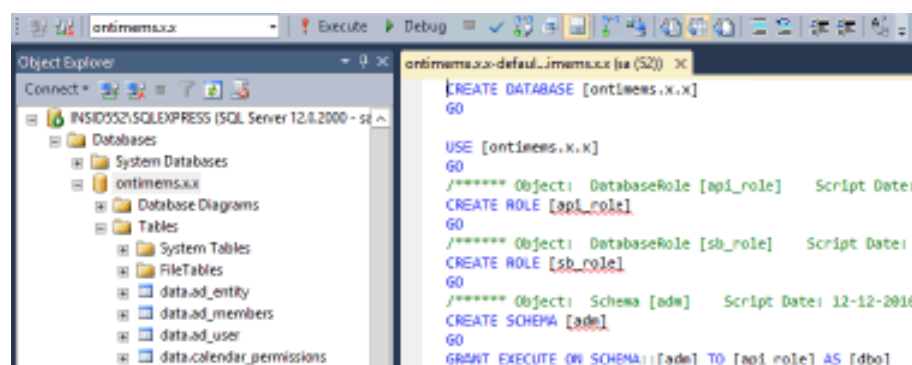 ontimems.x.x
Execute
Debug
Object Explorer
Connect
INSID552\SQLEXPRESS (SQL Server 12.0.2000 - sa
Databases
System Databases
ontimems.x.x
Database Diagrams
Tables
System Tables
FileTables
data.ad_entity
data.ad_members
data.ad_user
data.calendar_permissions
ontimems.x.x-defaul...imems.x.x (sa (52))
CREATE DATABASE [ontimems.x.x]
GO
USE [ontimems.x.x]
GO
/****** Object: DatabaseRole [api_role] Script Date:
CREATE ROLE [api_role]
GO
/****** Object: DatabaseRole [sb_role] Script Date:
CREATE ROLE [sb_role]
GO
/****** Object: Schema [adm] Script Date: 12-12-2016
CREATE SCHEMA [adm]
GO
GRANT EXECUTE ON SCHEMA::[adm] TO [api_role] AS [dbo]